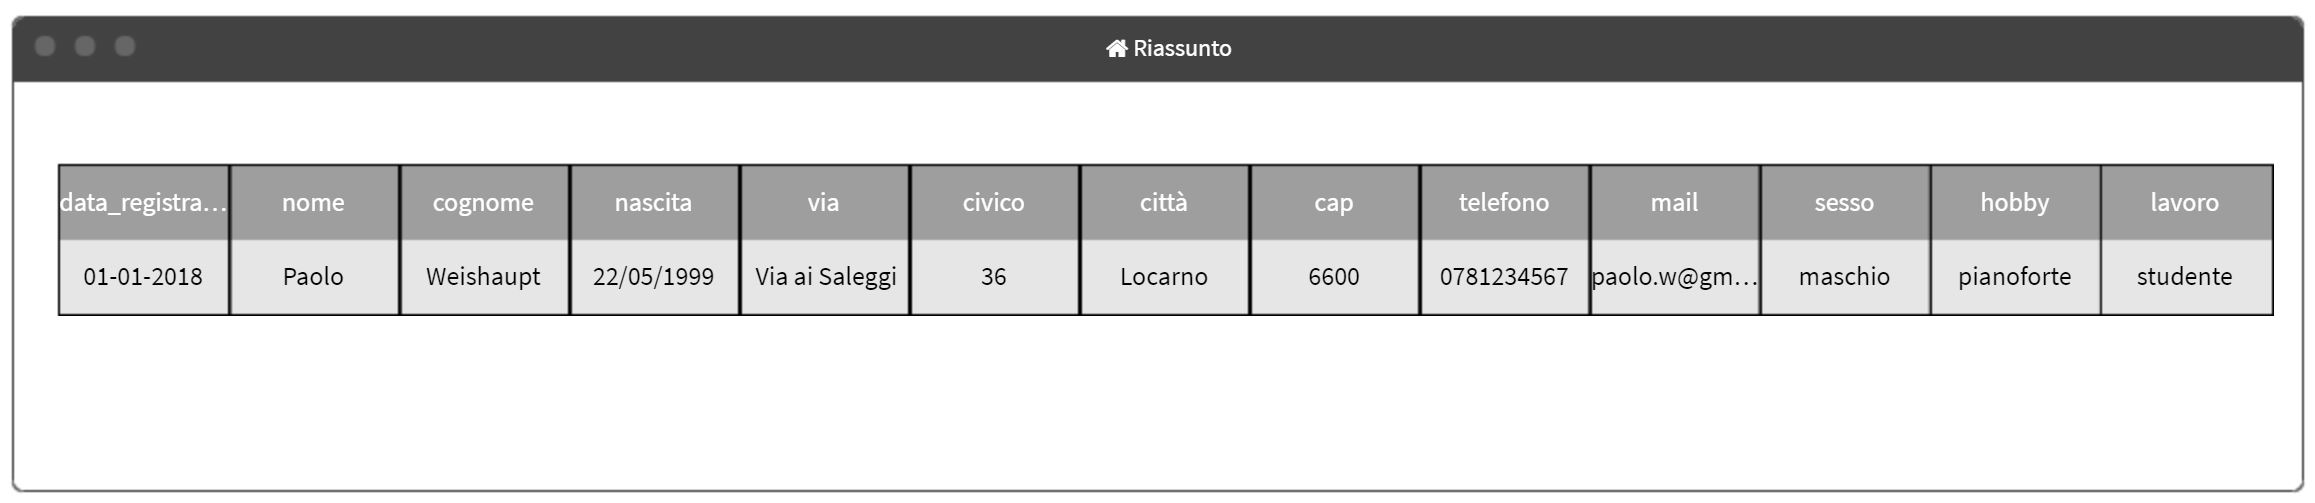 Riassunto
data_registra… nome cognome nascita via civico città cap telefono mail sesso hobby lavoro
01-01-2018 Paolo Weishaupt 22/05/1999 Via ai Saleggi 36 Locarno 6600 0781234567 paolo.w@gm… maschio pianoforte studente